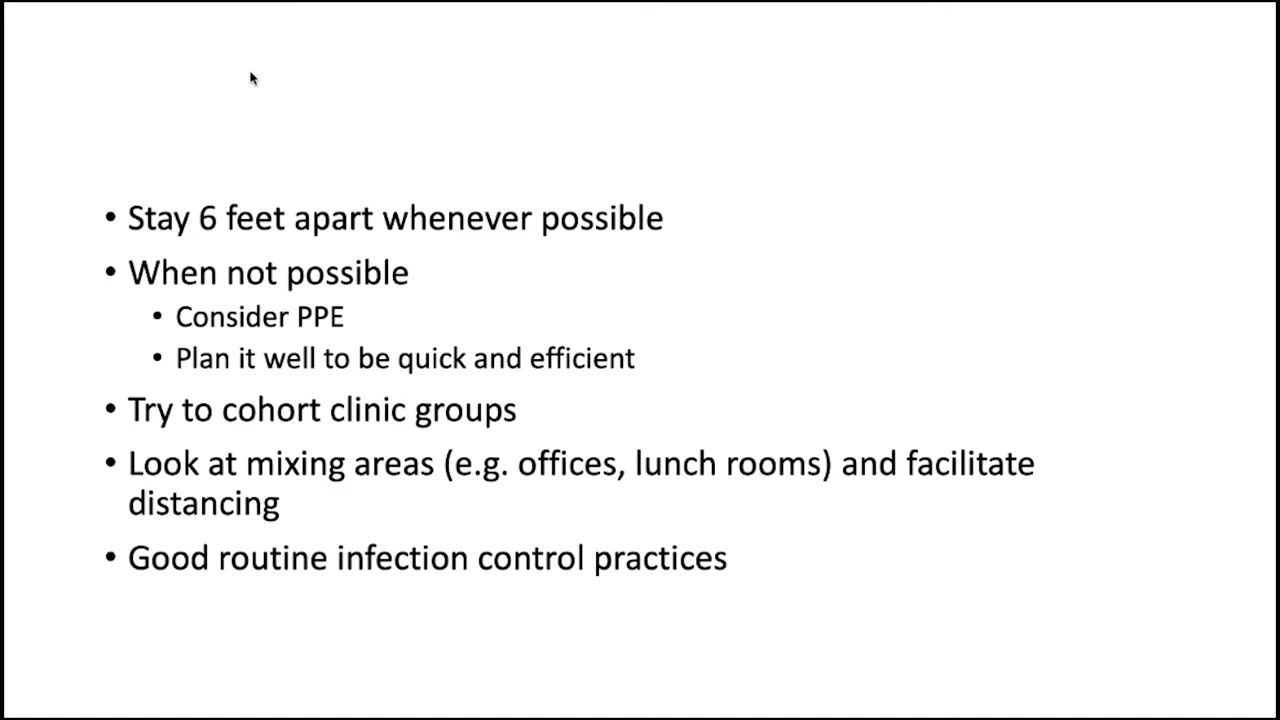 • Stay 6 feet apart whenever possible
• When not possible
• Consider PPE
• Plan it well to be quick and efficient
• Try to cohort clinic groups
• Look at mixing areas (e.g. offices, lunch rooms) and facilitate
distancing
• Good routine infection control practices